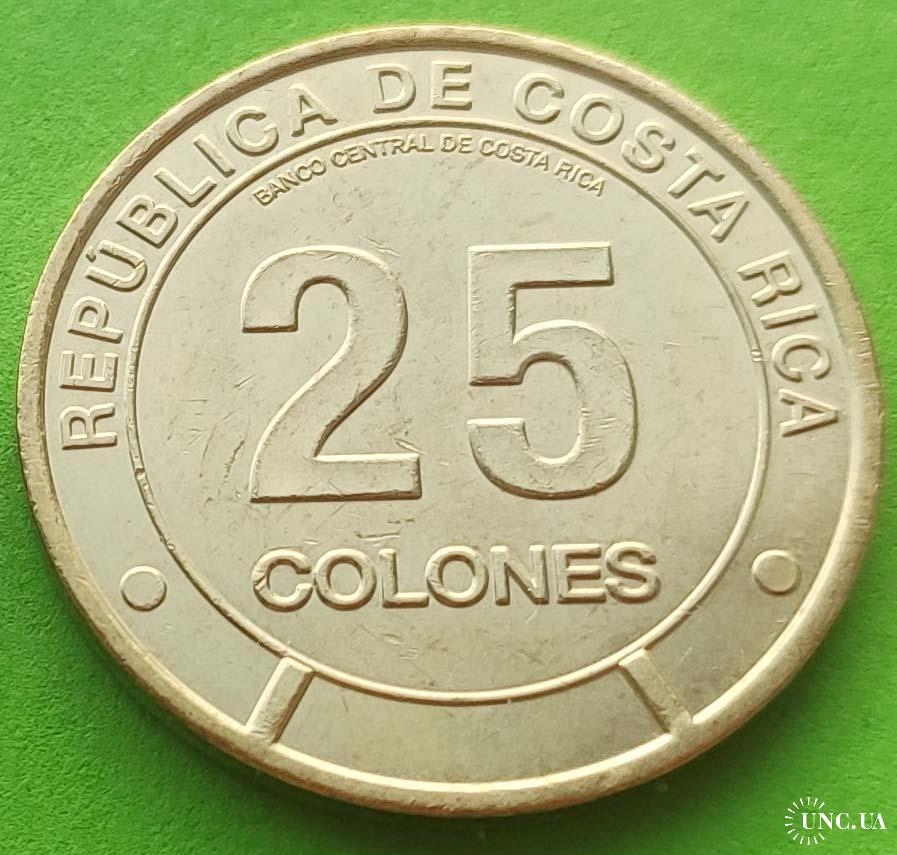 REPÚBLICA DE COSTA RICA
BANCO CENTRAL DE COSTA RICA
25
COLONES
UNC.UA